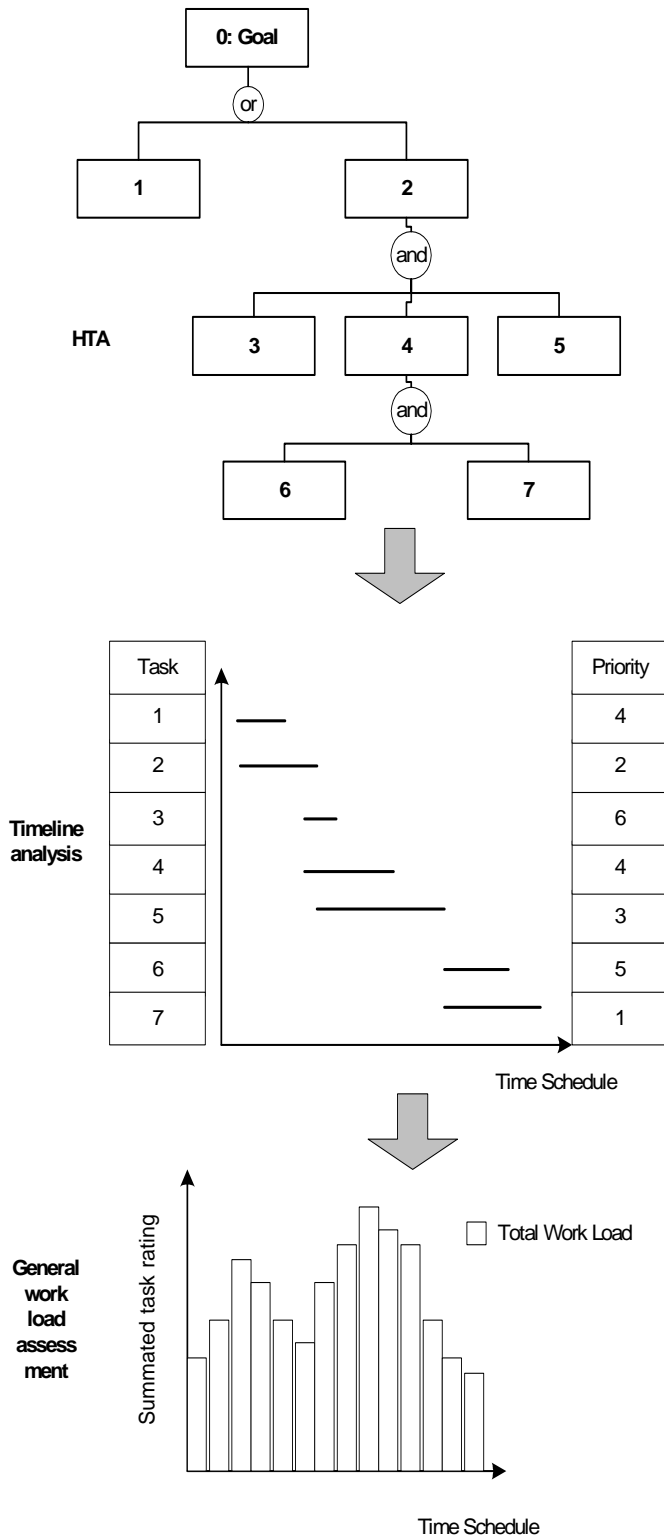 0: Goal
or
1
2
and
HTA
3
4
5
and
6
7
Task
Priority
1
4
2
2
3
6
Timeline
analysis
4
4
5
3
6
5
7
1
Time Schedule
Summated task rating
Total Work Load
General
work
load
assess
ment
Time Schedule